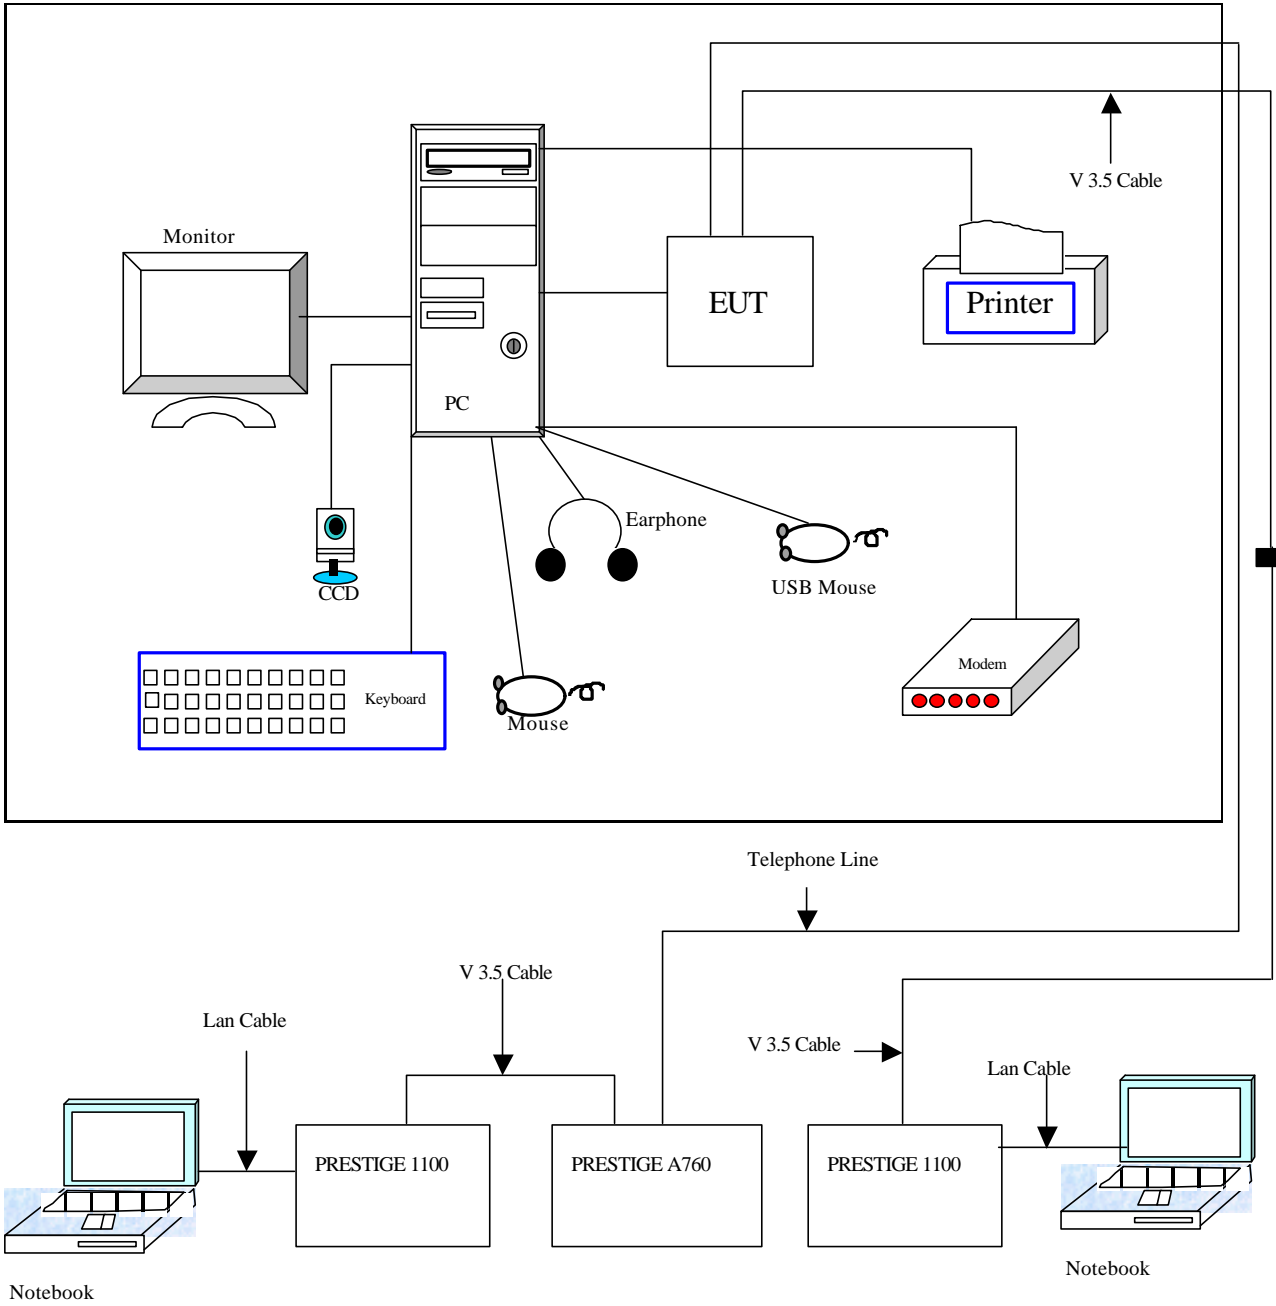 V 3.5 Cable
Monitor
EUT
Printer
PC
Earphone
USB Mouse
CCD
Modem
Keyboard
Mouse
Telephone Line
V 3.5 Cable
Lan Cable
V 3.5 Cable
Lan Cable
PRESTIGE 1100
PRESTIGE A760
PRESTIGE 1100
Notebook
Notebook